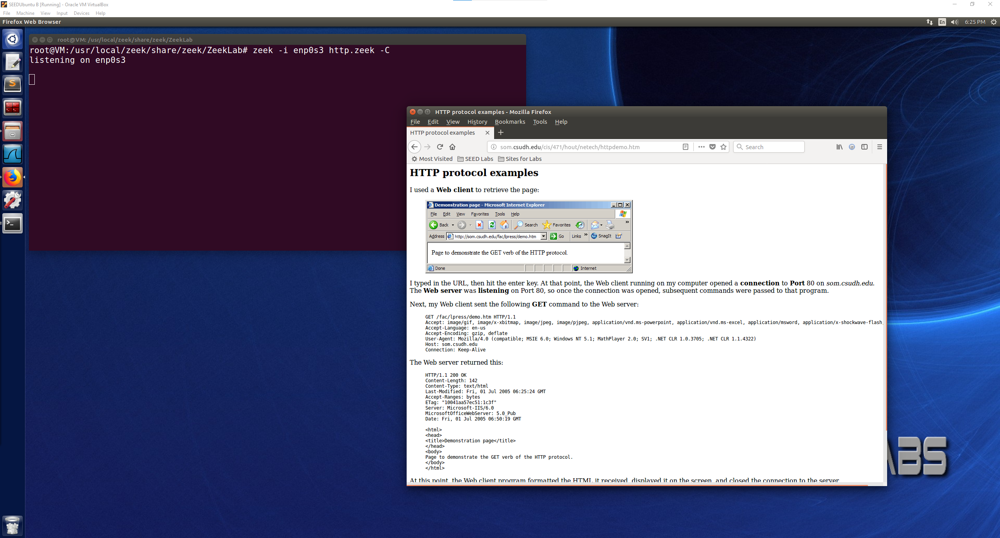 SEEDUbuntu B [Running] - Oracle VM VirtualBox
File Machine View Input Devices Help
Firefox Web Browser
En 6:25 PM
root@VM: /usr/local/zeek/share/zeek/ZeekLab
root@VM:/usr/local/zeek/share/zeek/ZeekLab# zeek -i enp0s3 http.zeek -C
listening on enp0s3
HTTP protocol examples - Mozilla Firefox
File Edit View History Bookmarks Tools Help
HTTP protocol examples
som.csudh.edu/cis/471/hout/netech/httpdemo.htm
Search
Most Visited SEED Labs Sites for Labs
HTTP protocol examples
I used a Web client to retrieve the page:
Demonstration page - Microsoft Internet Explorer
File Edit View Favorites Tools Help
Back Search Favorites
Address http://som.csudh.edu/fac/lpress/demo.htm Go Links SnagIt
Page to demonstrate the GET verb of the HTTP protocol.
Done Internet
I typed in the URL, then hit the enter key. At that point, the Web client running on my computer opened a connection to Port 80 on som.csudh.edu.
The Web server was listening on Port 80, so once the connection was opened, subsequent commands were passed to that program.
Next, my Web client sent the following GET command to the Web server:
GET /fac/lpress/demo.htm HTTP/1.1
Accept: image/gif, image/x-xbitmap, image/jpeg, image/pjpeg, application/vnd.ms-powerpoint, application/vnd.ms-excel, application/msword, application/x-shockwave-flash,
Accept-Language: en-us
Accept-Encoding: gzip, deflate
User-Agent: Mozilla/4.0 (compatible; MSIE 6.0; Windows NT 5.1; MathPlayer 2.0; SV1; .NET CLR 1.0.3705; .NET CLR 1.1.4322)
Host: som.csudh.edu
Connection: Keep-Alive
The Web server returned this:
HTTP/1.1 200 OK
Content-Length: 142
Content-Type: text/html
Last-Modified: Fri, 01 Jul 2005 06:25:24 GMT
Accept-Ranges: bytes
ETag: "10041aa57ec51:1c3f"
Server: Microsoft-IIS/6.0
MicrosoftOfficeWebServer: 5.0_Pub
Date: Fri, 01 Jul 2005 06:50:19 GMT
<html>
<head>
<title>Demonstration page</title>
</head>
<body>
Page to demonstrate the GET verb of the HTTP protocol.
</body>
</html>
At this point, the Web client program formatted the HTML it received, displayed it on the screen, and closed the connection to the server
ABS